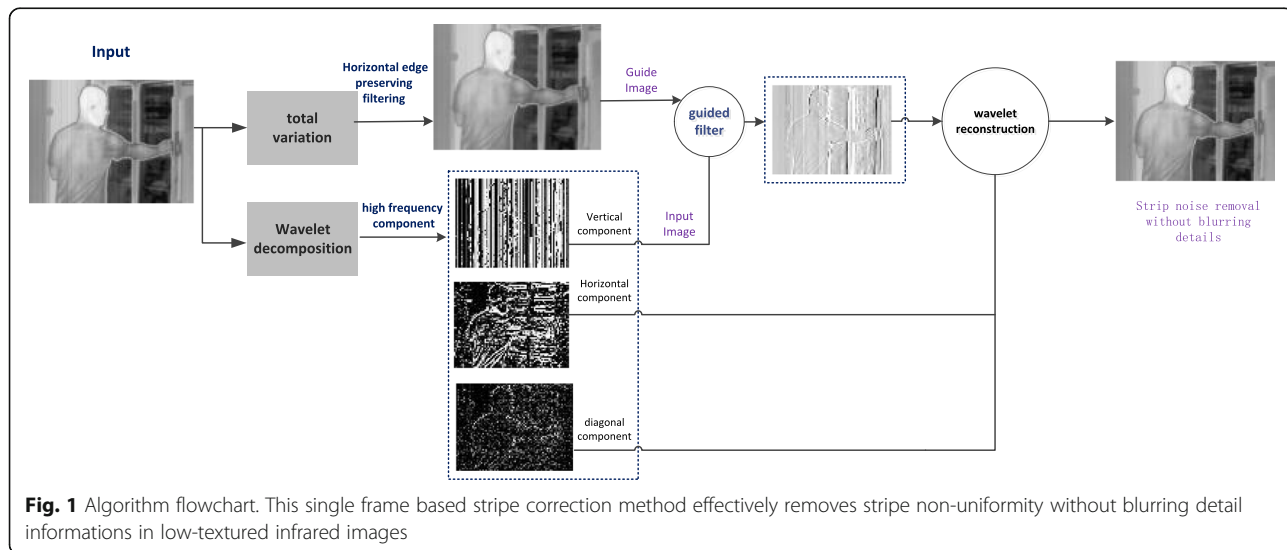 Input
total
variation
Horizontal edge
preserving
filtering
Guide
Image
guided
filter
wavelet
reconstruction
Strip noise removal
without blurring
details
Wavelet
decomposition
high frequency
component
Vertical
component
Input
Image
Horizontal
component
diagonal
component
Fig. 1 Algorithm flowchart. This single frame based stripe correction method effectively removes stripe non-uniformity without blurring detail
informations in low-textured infrared images